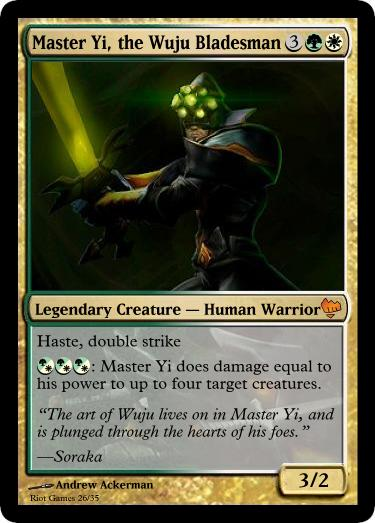 Master Yi, the Wuju Bladesman 3
Legendary Creature — Human Warrior
Haste, double strike
: Master Yi does damage equal to
his power to up to four target creatures.
“The art of Wuju lives on in Master Yi, and
is plunged through the hearts of his foes.”
—Soraka
Andrew Ackerman
3/2
Riot Games 26/35